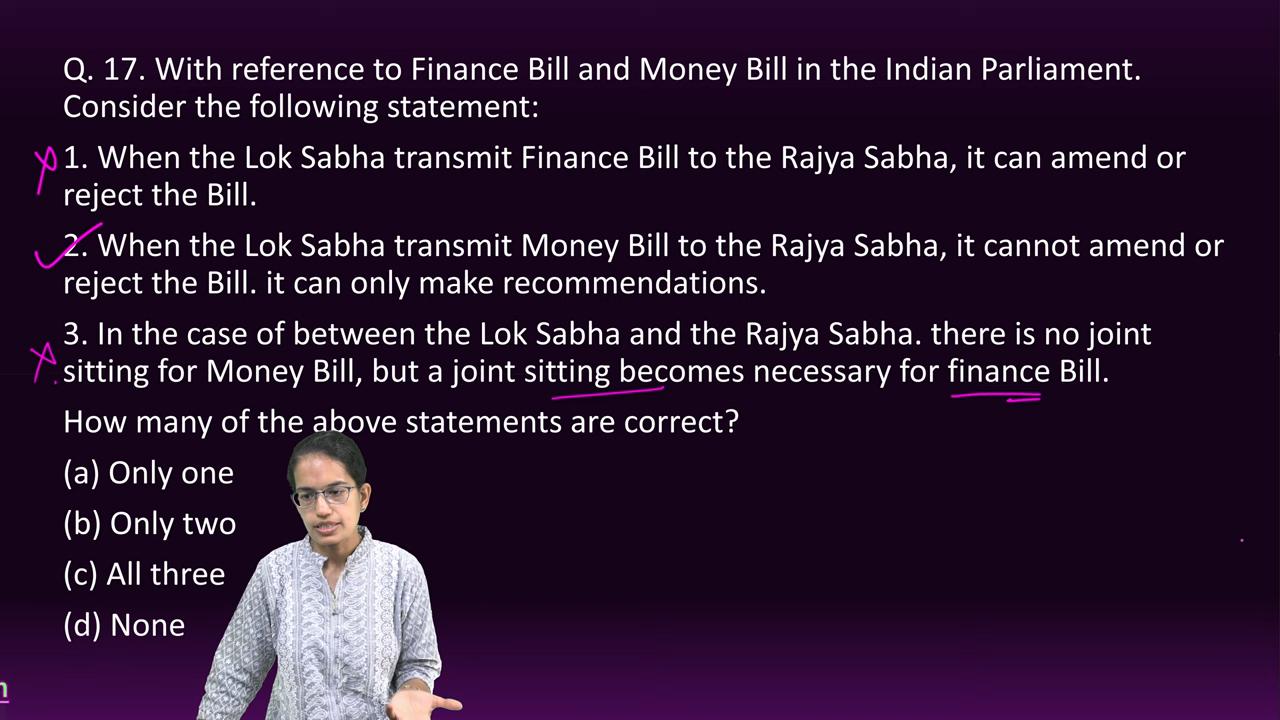 Q. 17. With reference to Finance Bill and Money Bill in the Indian Parliament.
Consider the following statement:
1. When the Lok Sabha transmit Finance Bill to the Rajya Sabha, it can amend or
reject the Bill.
2. When the Lok Sabha transmit Money Bill to the Rajya Sabha, it cannot amend or
reject the Bill. it can only make recommendations.
3. In the case of between the Lok Sabha and the Rajya Sabha. there is no joint
sitting for Money Bill, but a joint sitting becomes necessary for finance Bill.
How many of the above statements are correct?
(a) Only one
(b) Only two
(c) All three
(d) None